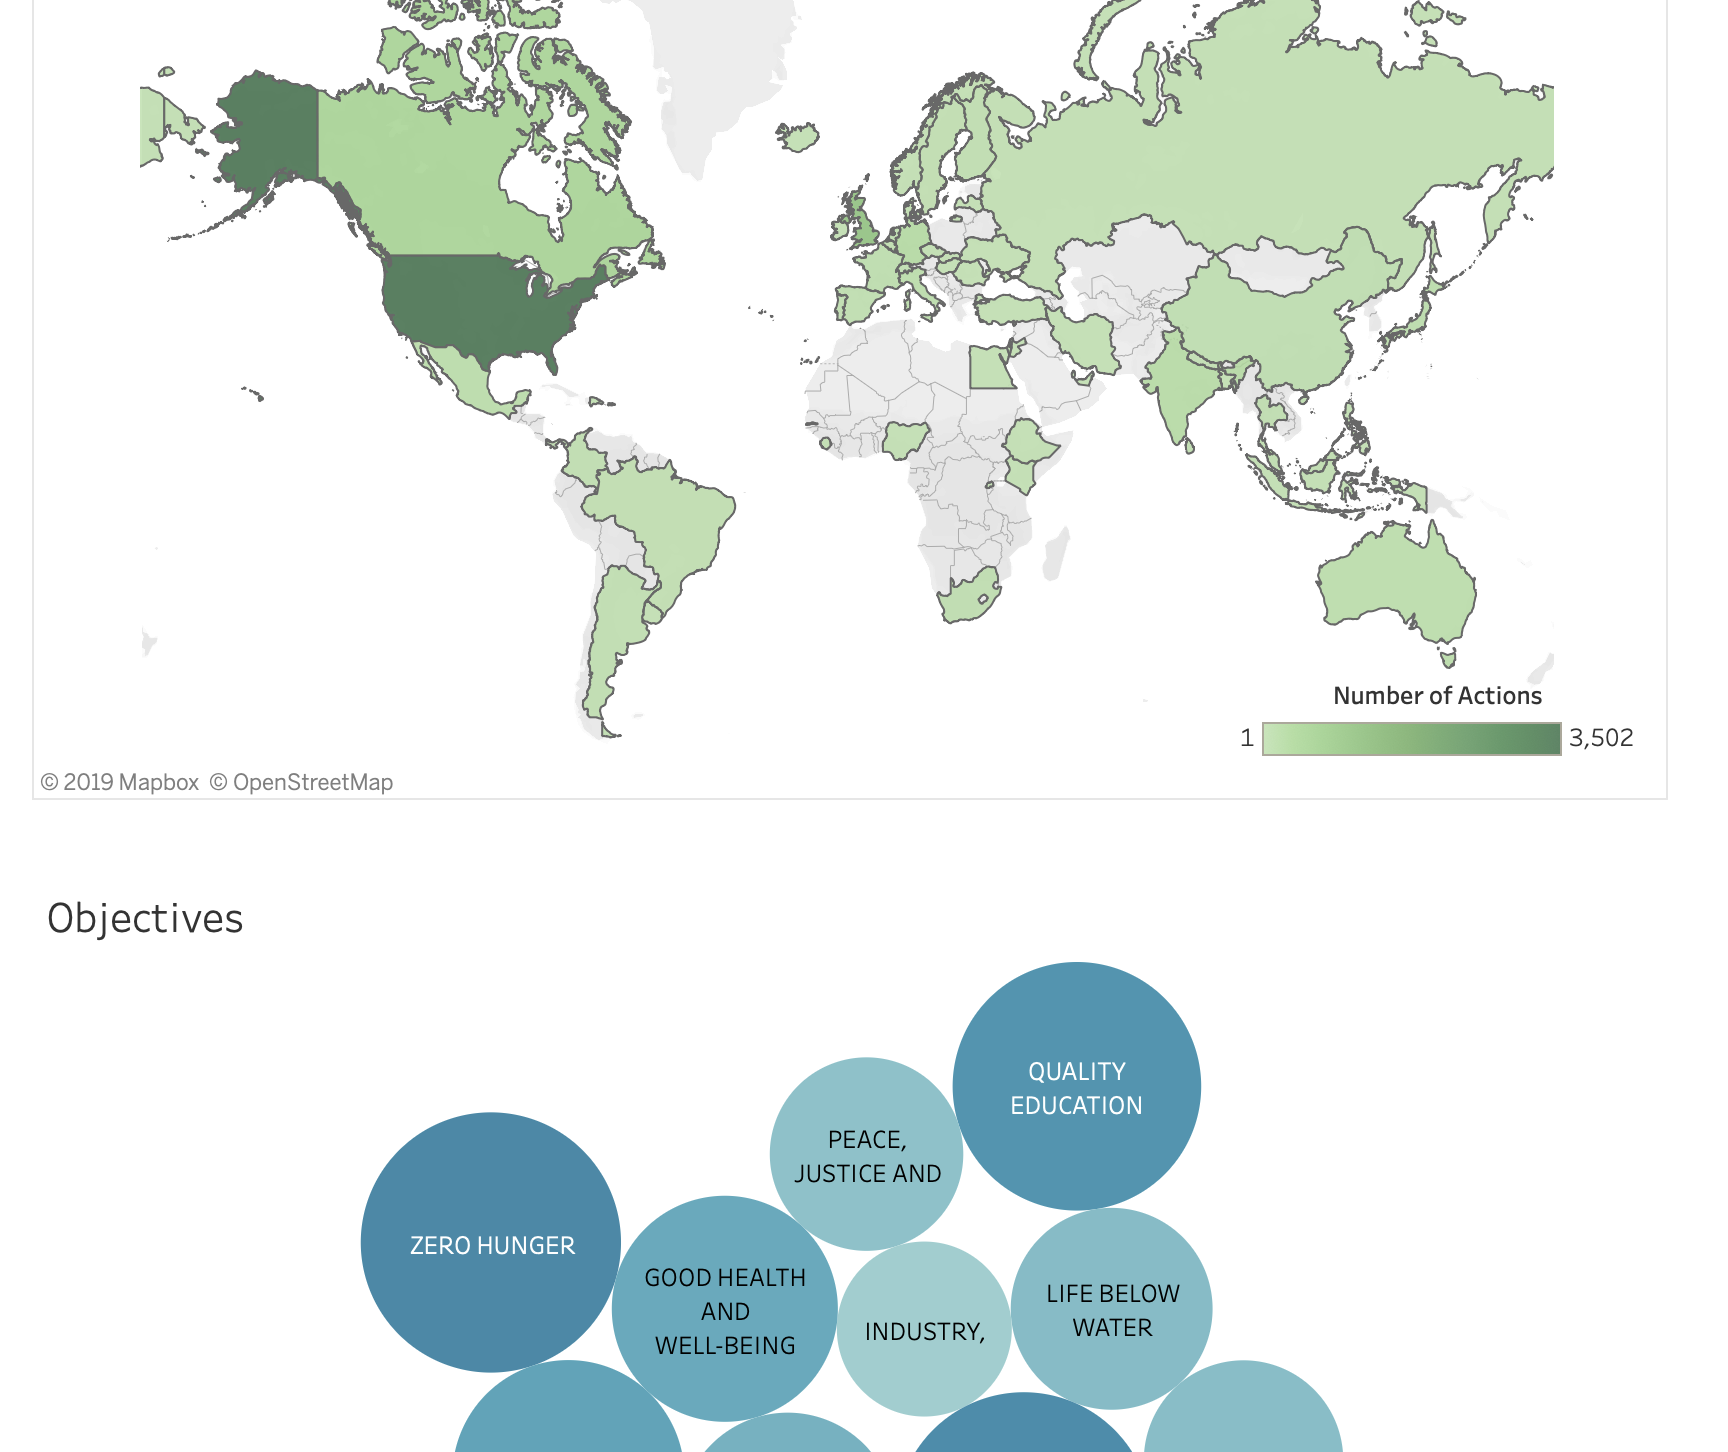 Number of Actions
1 3,502
© 2019 Mapbox © OpenStreetMap
Objectives
QUALITY
EDUCATION
PEACE,
JUSTICE AND
ZERO HUNGER
GOOD HEALTH
AND
WELL-BEING
INDUSTRY,
LIFE BELOW
WATER